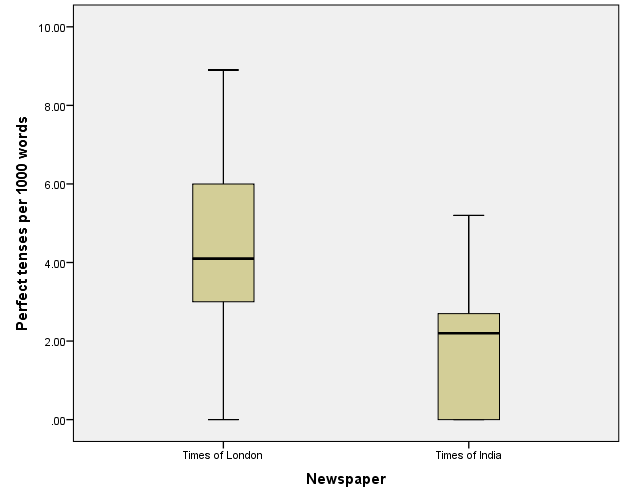 10.00
8.00
6.00
4.00
2.00
.00
Perfect tenses per 1000 words
Times of London
Times of India
Newspaper